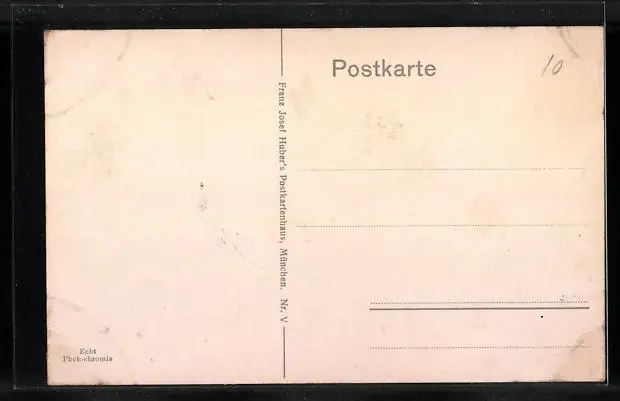 Postkarte
10
Franz Josef Huber's Postkartenhaus, München. Nr. V
Echt
Photochromie